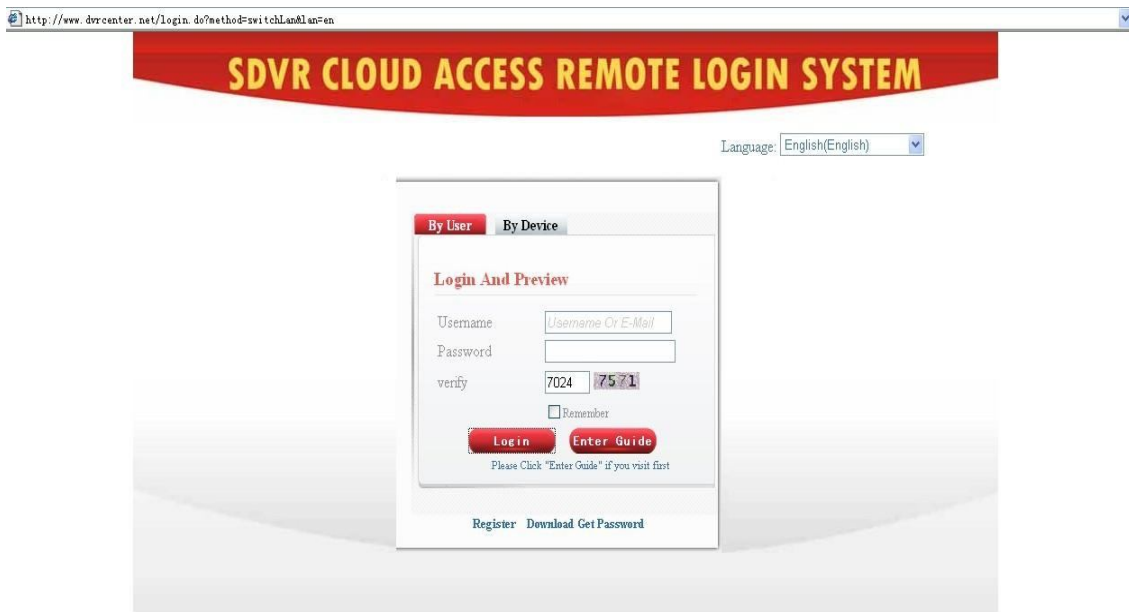 http://www.dvrcenter.net/login.do?method=switchLan&lan=en
SDVR CLOUD ACCESS REMOTE LOGIN SYSTEM
Language: English(English)
By User By Device
Login And Preview
Username Username Or E-Mail
Password
verify 7024 7571
Remember
Login Enter Guide
Please Click "Enter Guide" if you visit first
Register Download Get Password